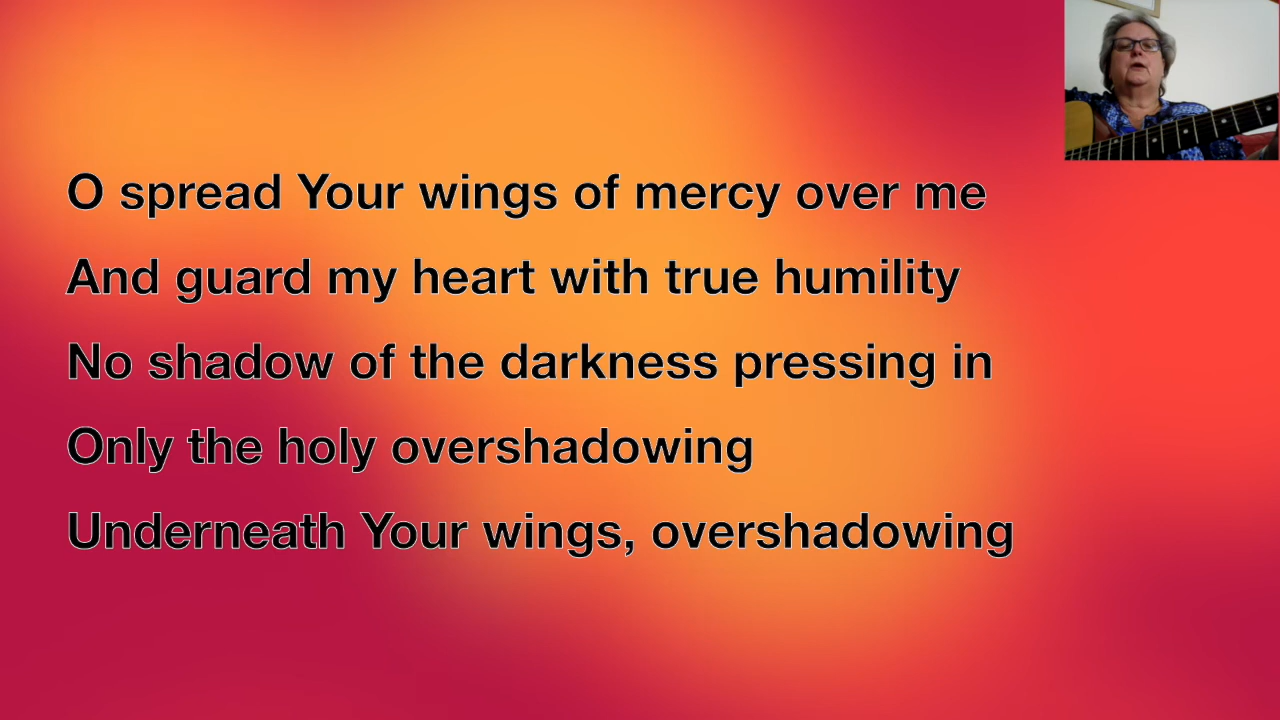 O spread Your wings of mercy over me
And guard my heart with true humility
No shadow of the darkness pressing in
Only the holy overshadowing
Underneath Your wings, overshadowing